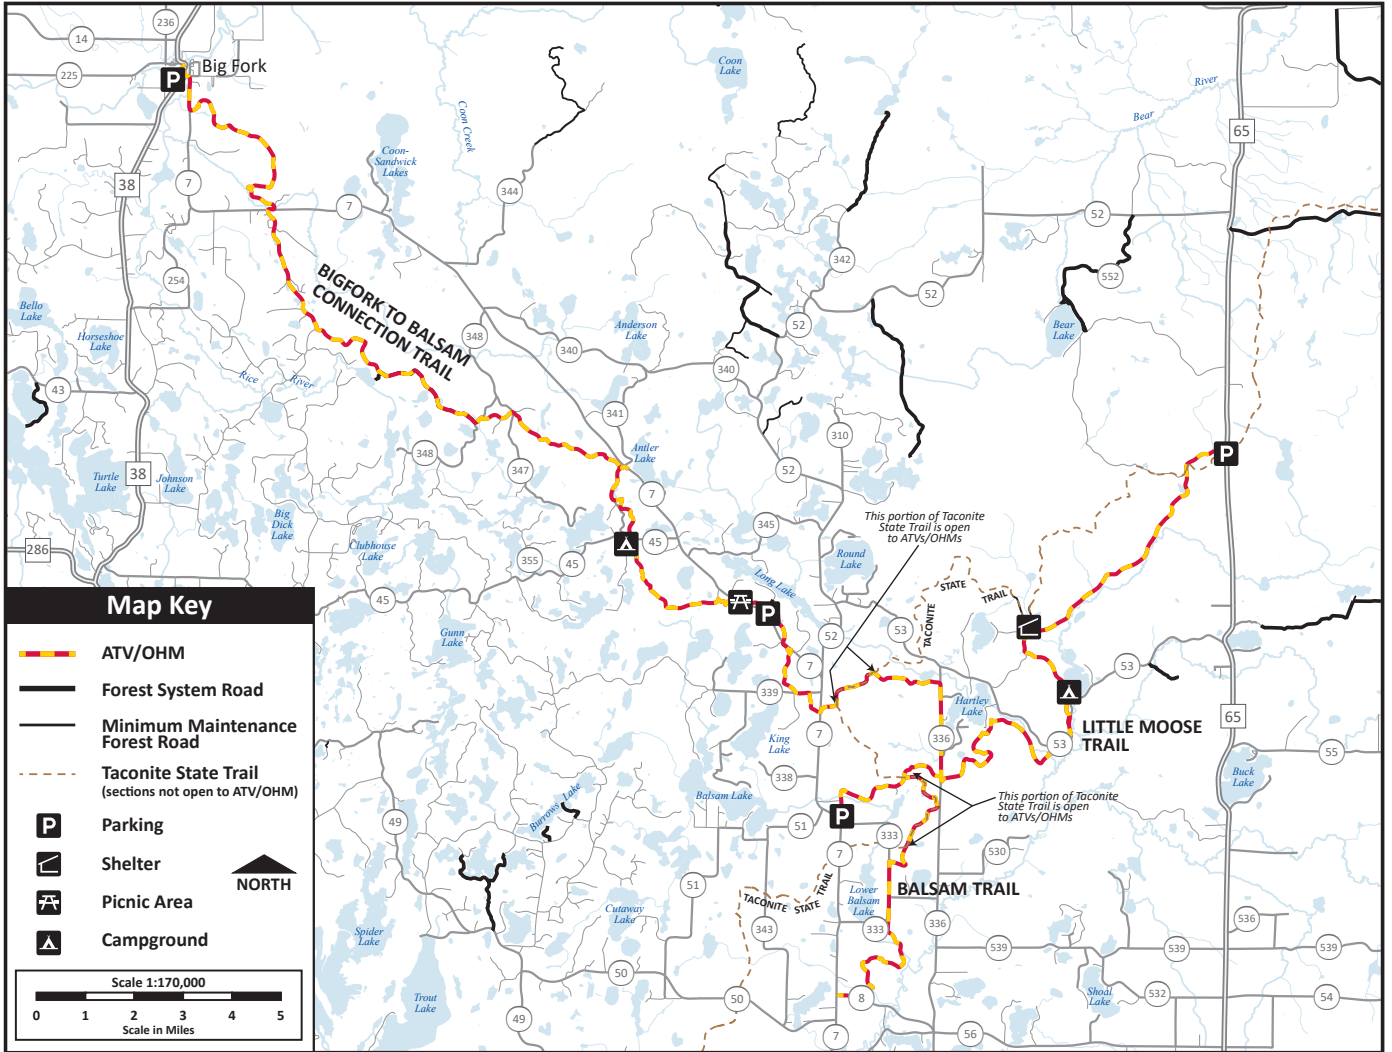 236
14
225
Big Fork
P
Coon
Lake
River
Bear
65
Coon Creek
Coon-
Sandwick
Lakes
38
7
7
344
52
342
552
254
52
BIGFORK TO BALSAM
CONNECTION TRAIL
Bello
Lake
Horseshoe
Lake
348
Anderson
Lake
52
Bear
Lake
340
340
Rice River
43
341
310
348
347
Antler
Lake
P
38
Turtle
Lake
Johnson
Lake
52
7
Big
Dick
Lake
This portion of Taconite
State Trail is open
to ATVs/OHMs
345
286
Clubhouse
Lake
45
355
45
Round
Lake
Long Lake
45
TACONITE STATE TRAIL
P
Gunn
Lake
52
53
7
53
339
Hartley
Lake
65
LITTLE MOOSE
TRAIL
King
Lake
7
336
53
55
338
Buck
Lake
Balsam Lake
Burrows Lake
This portion of Taconite
State Trail is open
to ATVs/OHMs
49
51
P
333
7
530
51
BALSAM TRAIL
TACONITE STATE TRAIL
Lower
Balsam
Lake
Cutaway
Lake
343
333
336
536
Spider
Lake
539
539
539
50
50
8
Trout
Lake
Shoal
Lake
532
54
49
7
56
Map Key
ATV/OHM
Forest System Road
Minimum Maintenance
Forest Road
Taconite State Trail
(sections not open to ATV/OHM)
P Parking
Shelter
NORTH
Picnic Area
Campground
Scale 1:170,000
0 1 2 3 4 5
Scale in Miles